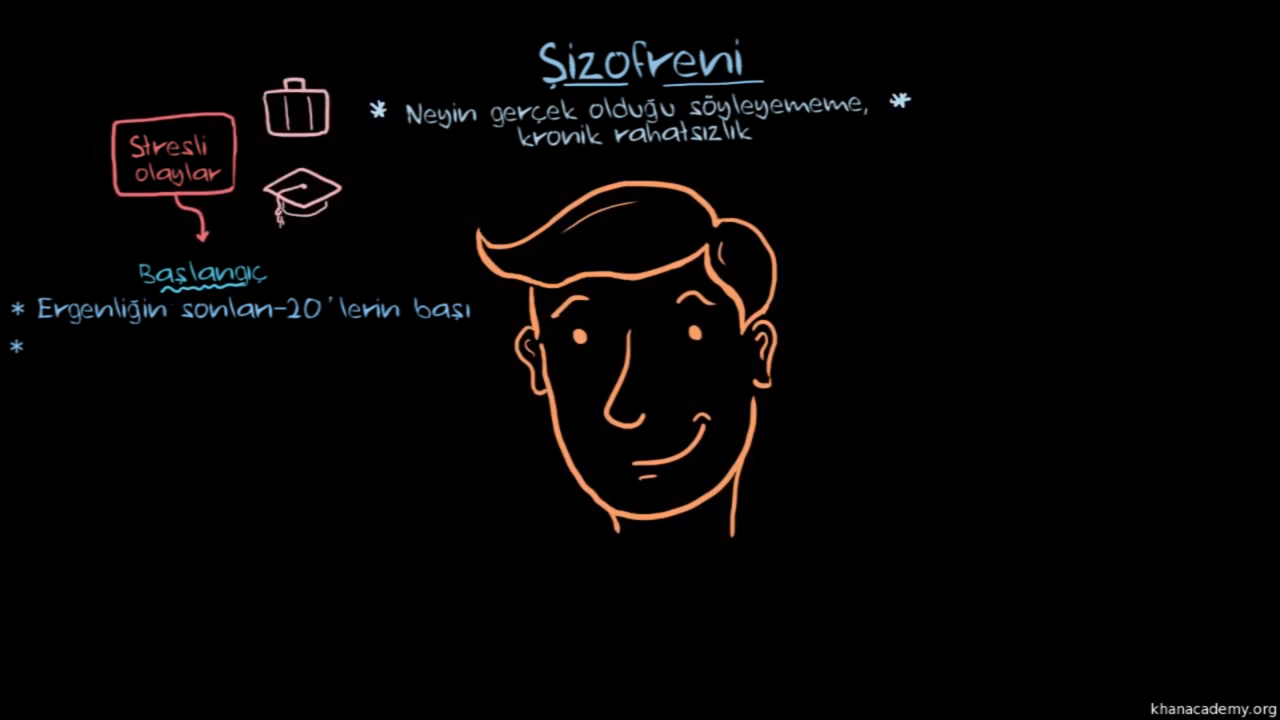 Şizofreni
* Neyin gerçek olduğu söyleyememe, *
kronik rahatsızlık
Stresli
olaylar
Başlangıç
* Ergenliğin sonları-20'lerin başı
*
khanacademy.org